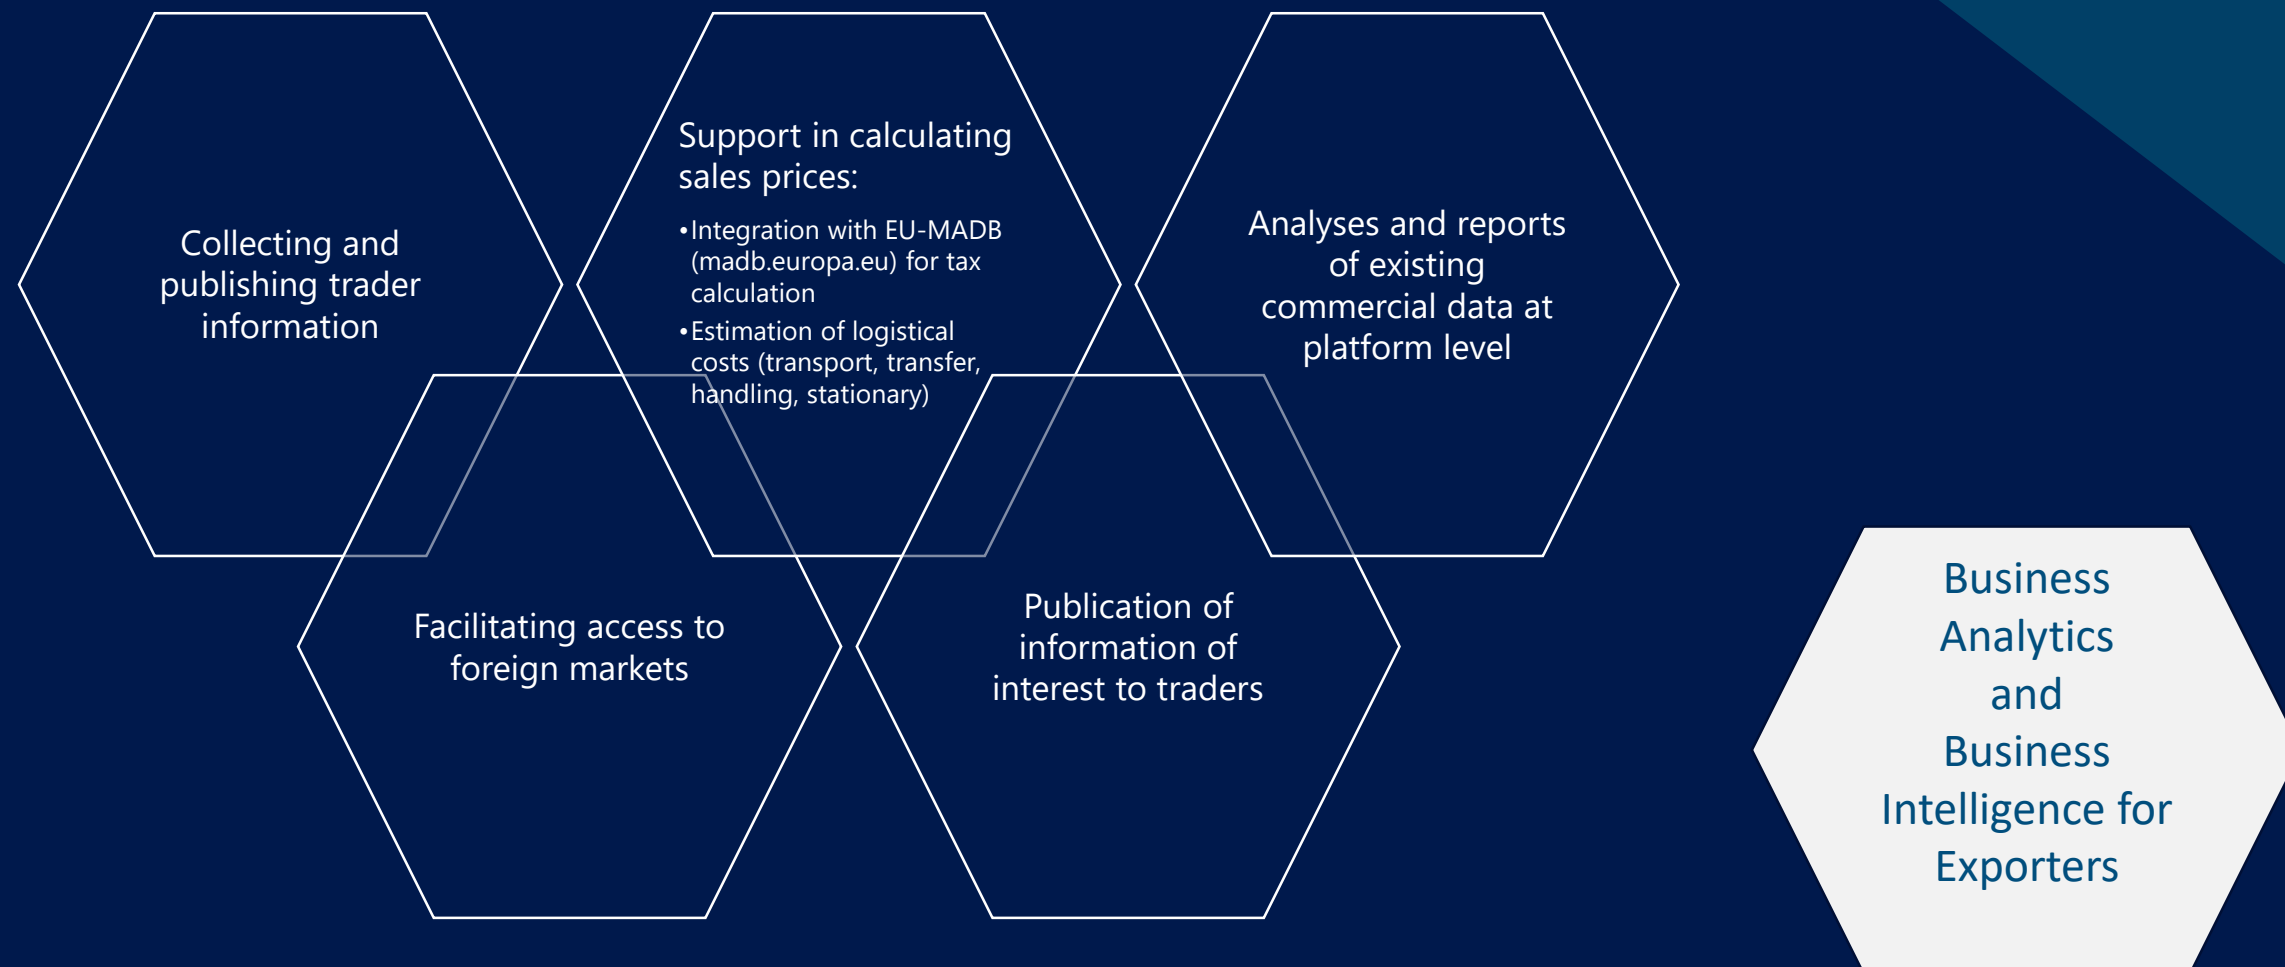 Collecting and
publishing trader
information
Facilitating access to
foreign markets
Support in calculating
sales prices:
•Integration with EU-MADB
(madb.europa.eu) for tax
calculation
•Estimation of logistical
costs (transport, transfer,
handling, stationary)
Publication of
information of
interest to traders
Analyses and reports
of existing
commercial data at
platform level
Business
Analytics
and
Business
Intelligence for
Exporters